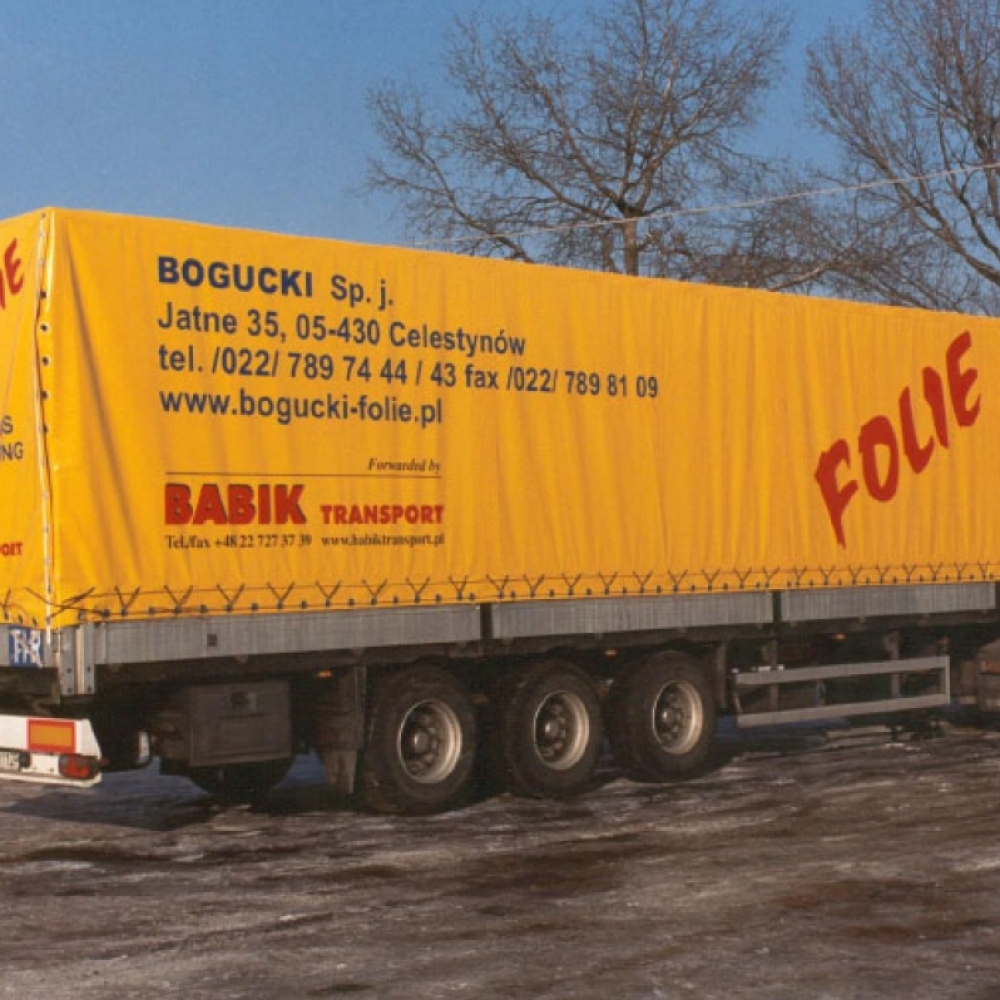 BOGUCKI Sp. j.
Jatne 35, 05-430 Celestynów
tel. /022/ 789 74 44 / 43 fax /022/ 789 81 09
www.bogucki-folie.pl
Forwarded by
BABIK TRANSPORT
Tel./fax +48 22 727 37 39 www.babiktransport.pl
FOLIE